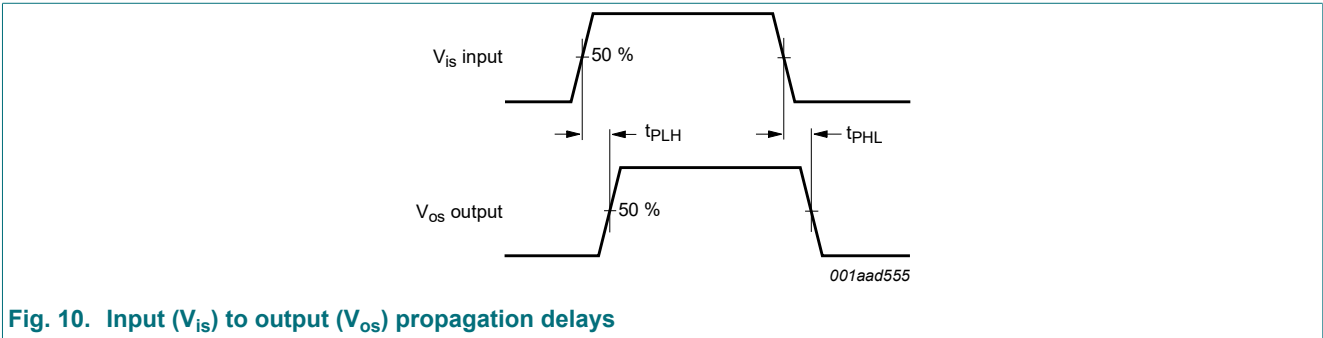 Vis input
50 %
tPLH
tPHL
Vos output
50 %
001aad555
Fig. 10. Input (Vis) to output (Vos) propagation delays